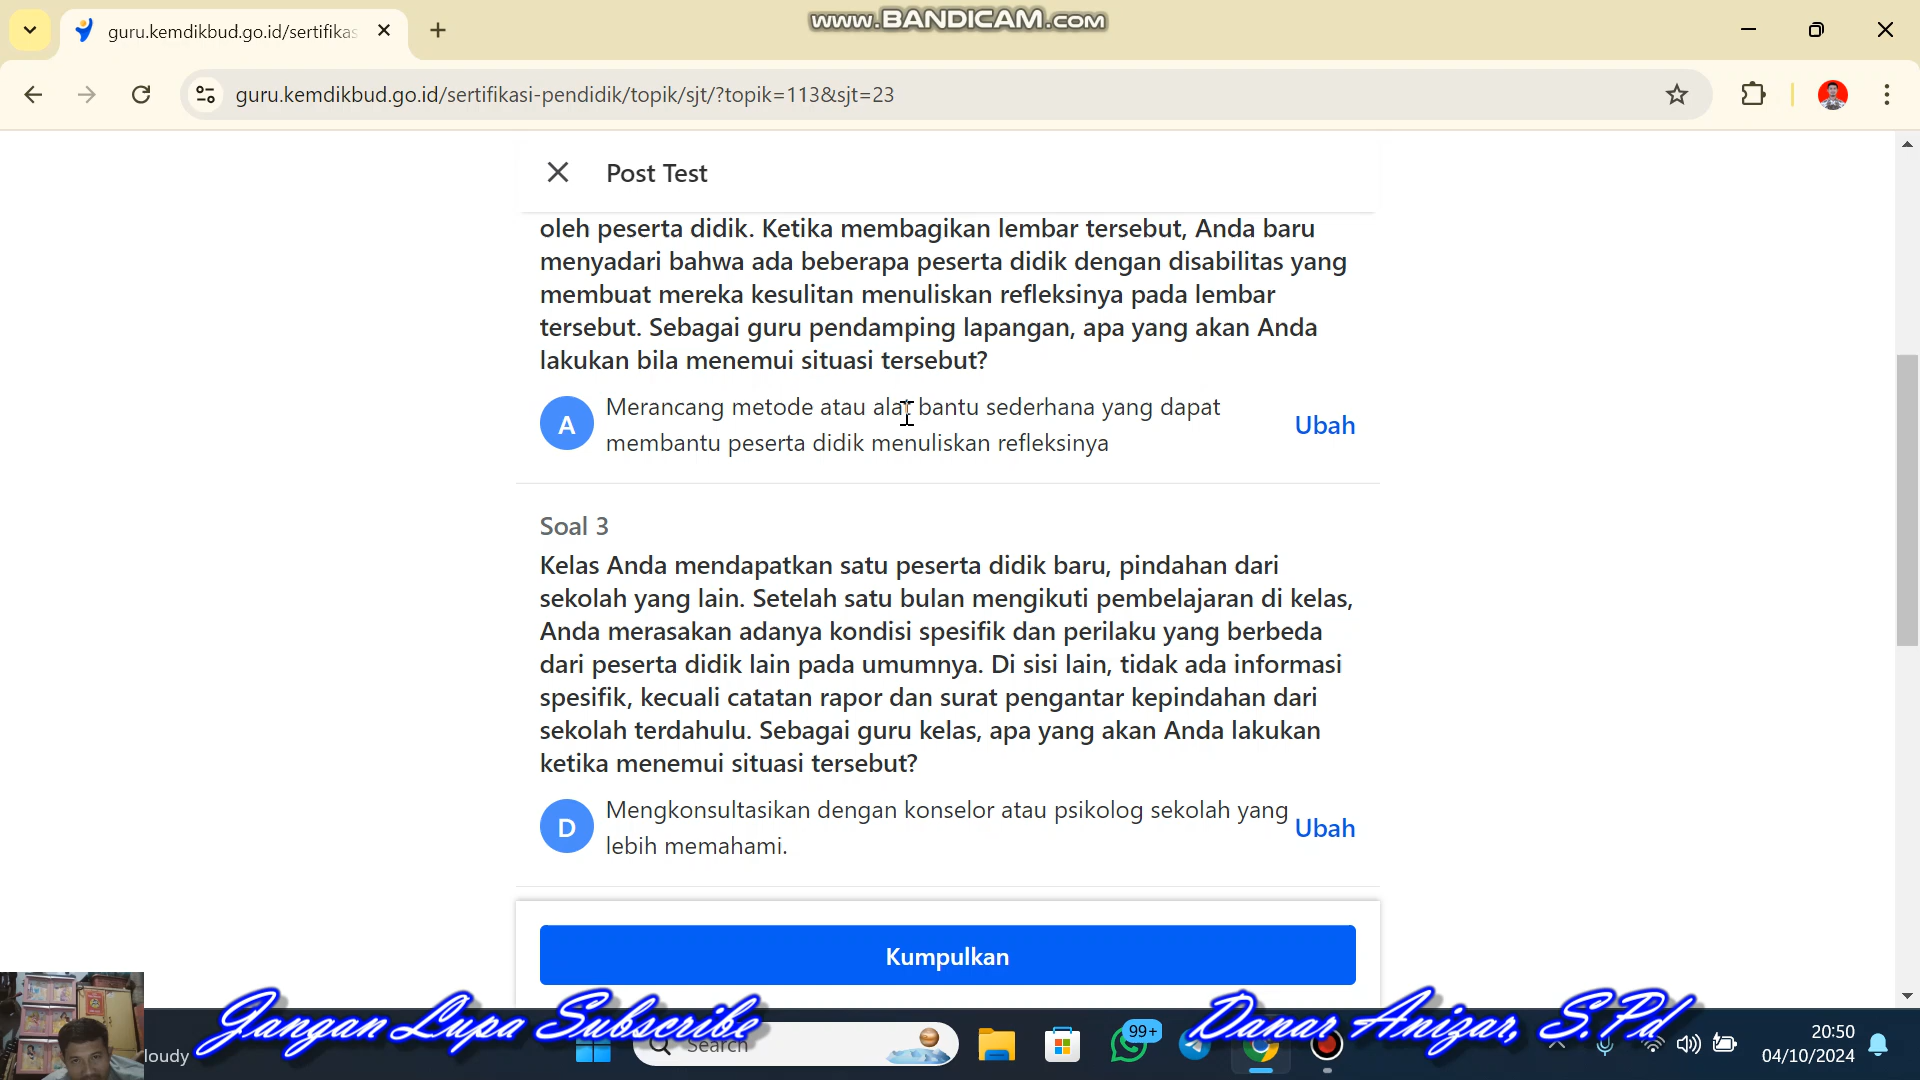 guru.kemdikbud.go.id/sertifikas
www.BANDICAM.com
guru.kemdikbud.go.id/sertifikasi-pendidik/topik/sjt/?topik=113&sjt=23
Post Test
oleh peserta didik. Ketika membagikan lembar tersebut, Anda baru
menyadari bahwa ada beberapa peserta didik dengan disabilitas yang
membuat mereka kesulitan menuliskan refleksinya pada lembar
tersebut. Sebagai guru pendamping lapangan, apa yang akan Anda
lakukan bila menemui situasi tersebut?
A
Merancang metode atau alat bantu sederhana yang dapat
membantu peserta didik menuliskan refleksinya
Ubah
Soal 3
Kelas Anda mendapatkan satu peserta didik baru, pindahan dari
sekolah yang lain. Setelah satu bulan mengikuti pembelajaran di kelas,
Anda merasakan adanya kondisi spesifik dan perilaku yang berbeda
dari peserta didik lain pada umumnya. Di sisi lain, tidak ada informasi
spesifik, kecuali catatan rapor dan surat pengantar kepindahan dari
sekolah terdahulu. Sebagai guru kelas, apa yang akan Anda lakukan
ketika menemui situasi tersebut?
D
Mengkonsultasikan dengan konselor atau psikolog sekolah yang
lebih memahami.
Ubah
Kumpulkan
Jangan Lupa Subscribe
Danar Anizar, S.Pd
loudy
Search
99+
20:50
04/10/2024